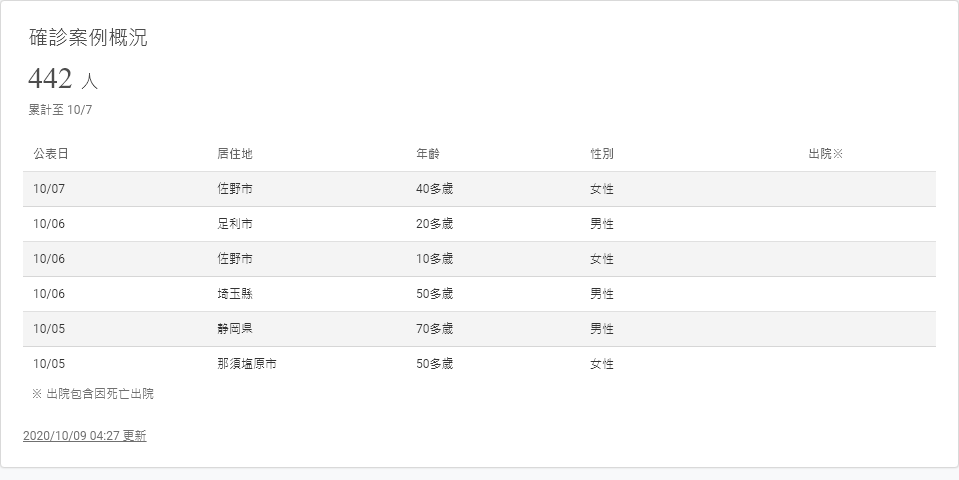 確診案例概況
442 人
累計至 10/7
公表日 居住地 年齡 性別 出院※
10/07 佐野市 40多歲 女性
10/06 足利市 20多歲 男性
10/06 佐野市 10多歲 女性
10/06 埼玉縣 50多歲 男性
10/05 静岡県 70多歲 男性
10/05 那須塩原市 50多歲 女性
※ 出院包含因死亡出院
2020/10/09 04:27 更新